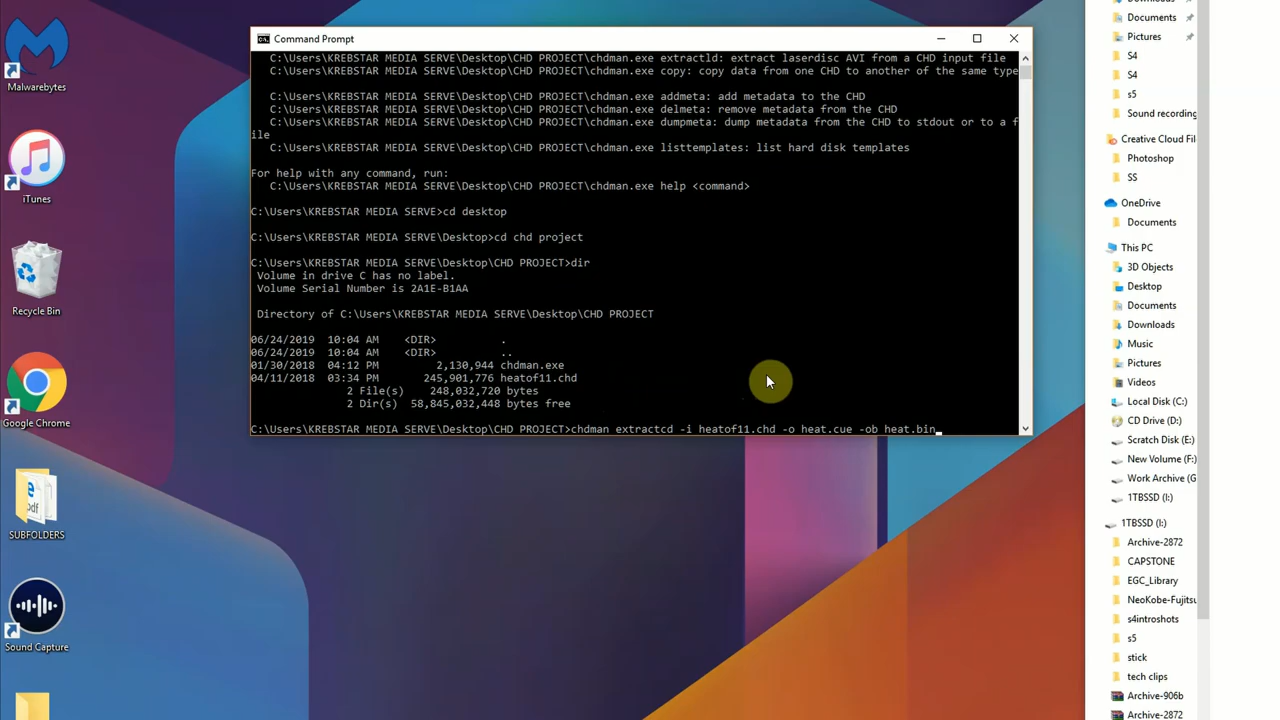 Malwarebytes
iTunes
Recycle Bin
Google Chrome
pdf
SUBFOLDERS
Sound Capture
Command Prompt
C:\Users\KREBSTAR MEDIA SERVE\Desktop\CHD PROJECT\chdman.exe extractld: extract laserdisc AVI from a CHD input file
C:\Users\KREBSTAR MEDIA SERVE\Desktop\CHD PROJECT\chdman.exe copy: copy data from one CHD to another of the same type
C:\Users\KREBSTAR MEDIA SERVE\Desktop\CHD PROJECT\chdman.exe addmeta: add metadata to the CHD
C:\Users\KREBSTAR MEDIA SERVE\Desktop\CHD PROJECT\chdman.exe delmeta: remove metadata from the CHD
C:\Users\KREBSTAR MEDIA SERVE\Desktop\CHD PROJECT\chdman.exe dumpmeta: dump metadata from the CHD to stdout or to a f
ile
C:\Users\KREBSTAR MEDIA SERVE\Desktop\CHD PROJECT\chdman.exe listtemplates: list hard disk templates
For help with any command, run:
C:\Users\KREBSTAR MEDIA SERVE\Desktop\CHD PROJECT\chdman.exe help <command>
C:\Users\KREBSTAR MEDIA SERVE>cd desktop
C:\Users\KREBSTAR MEDIA SERVE\Desktop>cd chd project
C:\Users\KREBSTAR MEDIA SERVE\Desktop\CHD PROJECT>dir
Volume in drive C has no label.
Volume Serial Number is 2A1E-B1AA
Directory of C:\Users\KREBSTAR MEDIA SERVE\Desktop\CHD PROJECT
06/24/2019 10:04 AM <DIR> .
06/24/2019 10:04 AM <DIR> ..
01/30/2018 04:12 PM 2,130,944 chdman.exe
04/11/2018 03:34 PM 245,901,776 heatof11.chd
2 File(s) 248,032,720 bytes
2 Dir(s) 58,845,032,448 bytes free
C:\Users\KREBSTAR MEDIA SERVE\Desktop\CHD PROJECT>chdman extractcd -i heatof11.chd -o heat.cue -ob heat.bin_
Downloads
Documents
Pictures
S4
S4
s5
Sound recording
Creative Cloud Fil
Photoshop
SS
OneDrive
Documents
This PC
3D Objects
Desktop
Documents
Downloads
Music
Pictures
Videos
Local Disk (C:)
CD Drive (D:)
Scratch Disk (E:)
New Volume (F:)
Work Archive (G
1TBSSD (I:)
1TBSSD (I:)
Archive-2872
CAPSTONE
EGC_Library
NeoKobe-Fujitsu
s4introshots
s5
stick
tech clips
Archive-906b
Archive-2872